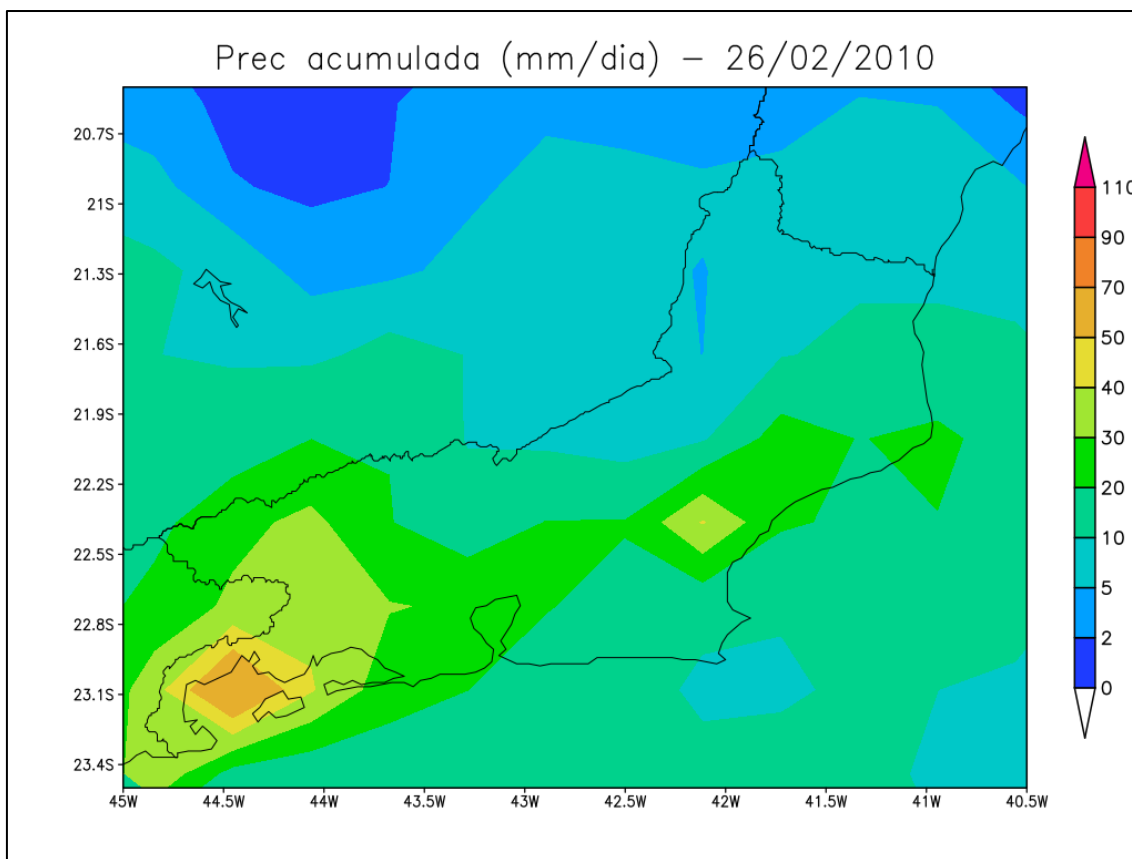 Prec acumulada (mm/dia) – 26/02/2010
20.7S
21S
21.3S
21.6S
21.9S
22.2S
22.5S
22.8S
23.1S
23.4S
45W 44.5W 44W 43.5W 43W 42.5W 42W 41.5W 41W 40.5W
110
90
70
50
40
30
20
10
5
2
0